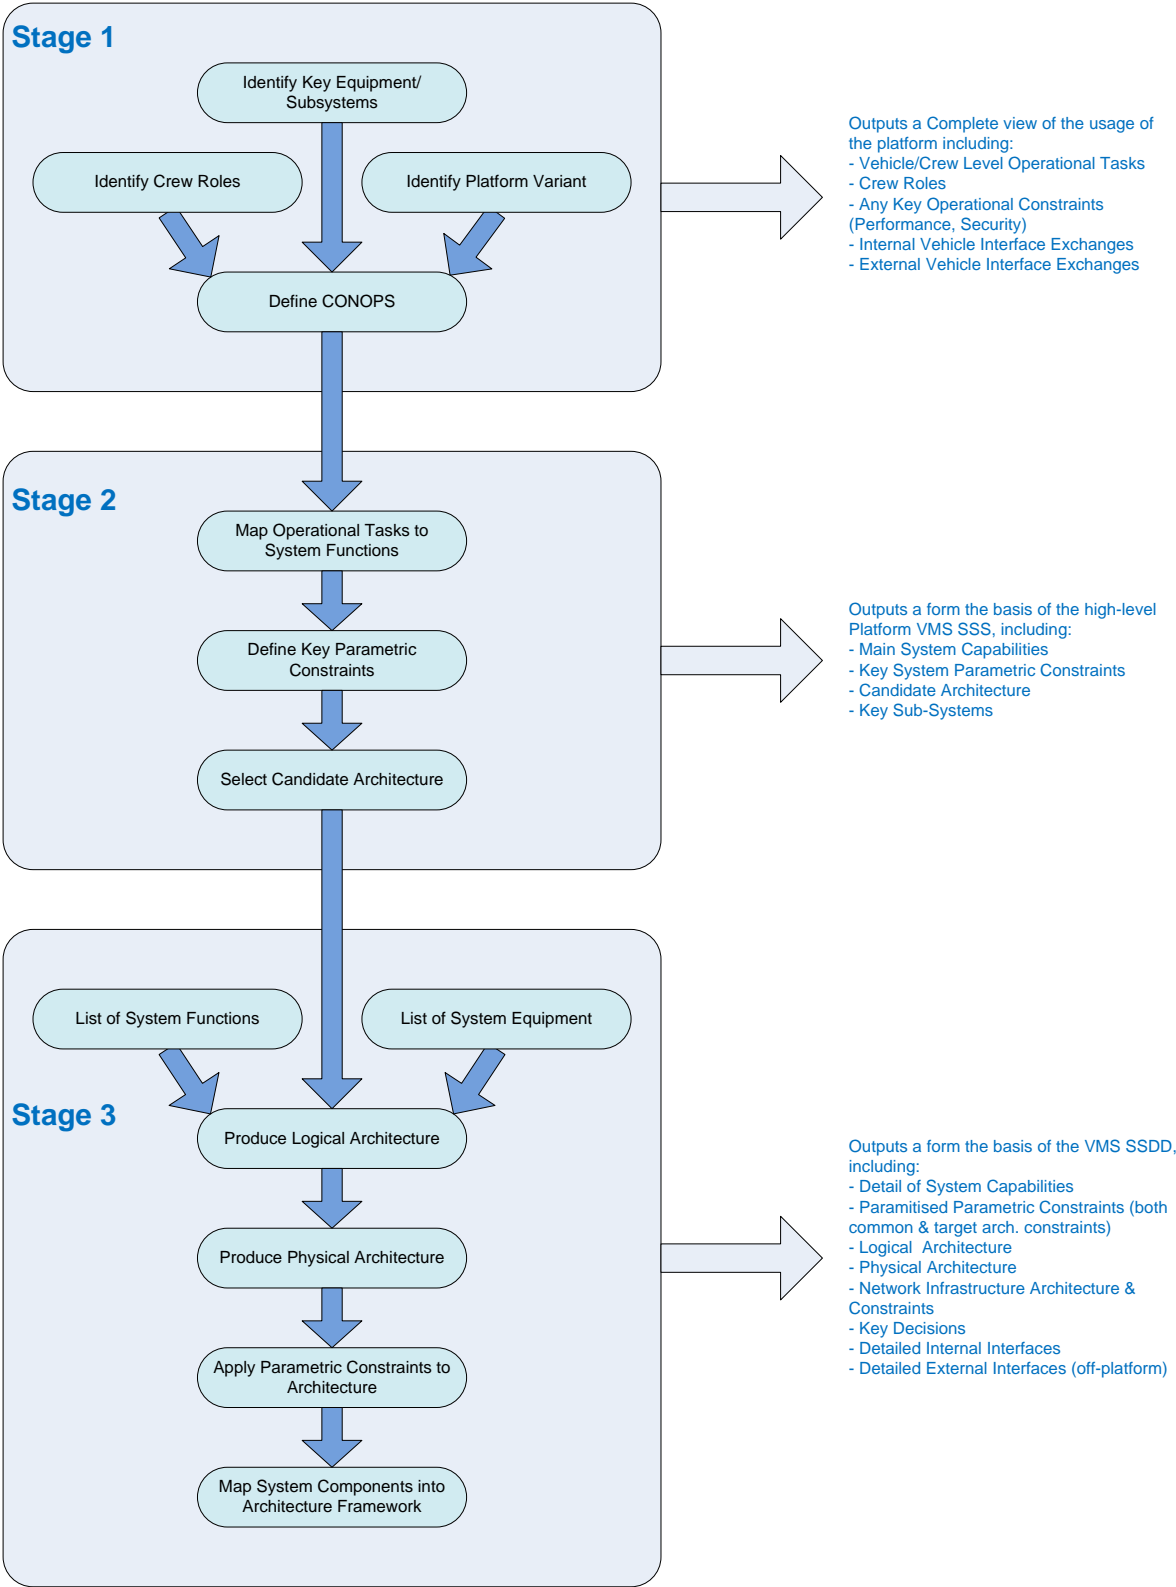 Stage 1
Identify Key Equipment/
Subsystems
Identify Crew Roles
Identify Platform Variant
Define CONOPS
Outputs a Complete view of the usage of
the platform including:
- Vehicle/Crew Level Operational Tasks
- Crew Roles
- Any Key Operational Constraints
(Performance, Security)
- Internal Vehicle Interface Exchanges
- External Vehicle Interface Exchanges
Stage 2
Map Operational Tasks to
System Functions
Define Key Parametric
Constraints
Select Candidate Architecture
Outputs a form the basis of the high-level
Platform VMS SSS, including:
- Main System Capabilities
- Key System Parametric Constraints
- Candidate Architecture
- Key Sub-Systems
Stage 3
List of System Functions
List of System Equipment
Produce Logical Architecture
Produce Physical Architecture
Apply Parametric Constraints to
Architecture
Map System Components into
Architecture Framework
Outputs a form the basis of the VMS SSDD,
including:
- Detail of System Capabilities
- Paramitised Parametric Constraints (both
common & target arch. constraints)
- Logical  Architecture
- Physical Architecture
- Network Infrastructure Architecture &
Constraints
- Key Decisions
- Detailed Internal Interfaces
- Detailed External Interfaces (off-platform)